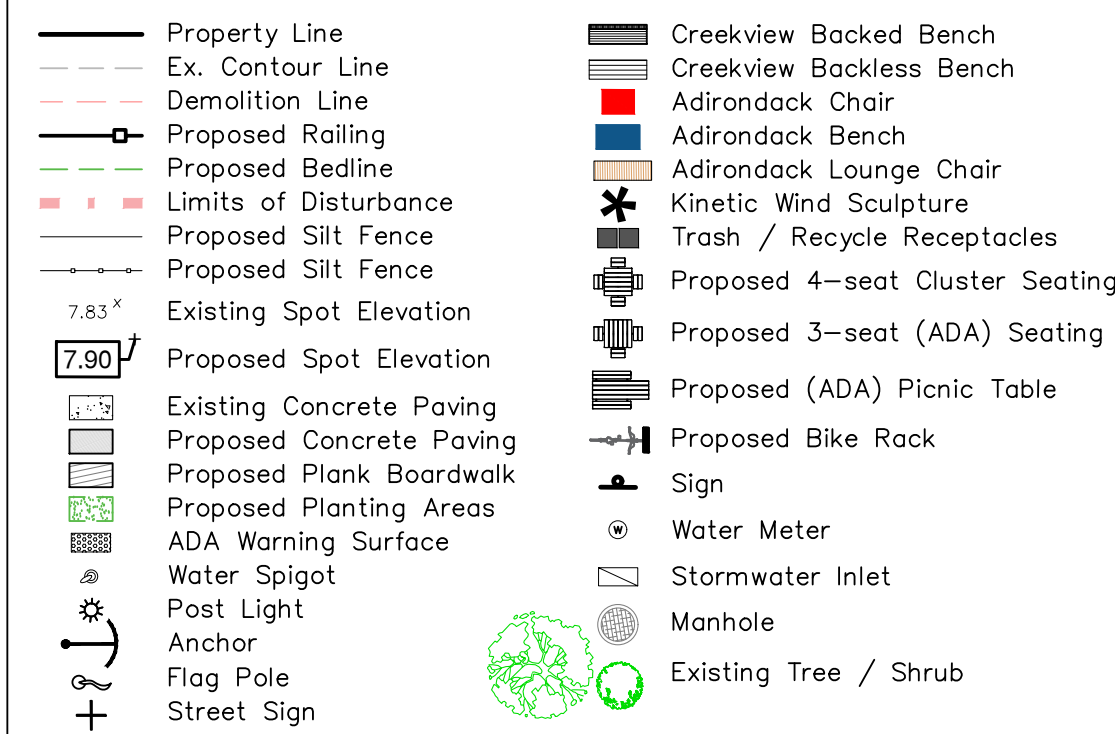 Property Line
Ex. Contour Line
Demolition Line
Proposed Railing
Proposed Bedline
Limits of Disturbance
Proposed Silt Fence
Proposed Silt Fence
7.83 x Existing Spot Elevation
7.90 Proposed Spot Elevation
Existing Concrete Paving
Proposed Concrete Paving
Proposed Plank Boardwalk
Proposed Planting Areas
ADA Warning Surface
Water Spigot
Post Light
Anchor
Flag Pole
Street Sign
Creekview Backed Bench
Creekview Backless Bench
Adirondack Chair
Adirondack Bench
Adirondack Lounge Chair
Kinetic Wind Sculpture
Trash / Recycle Receptacles
Proposed 4-seat Cluster Seating
Proposed 3-seat (ADA) Seating
Proposed (ADA) Picnic Table
Proposed Bike Rack
Sign
W Water Meter
Stormwater Inlet
Manhole
Existing Tree / Shrub